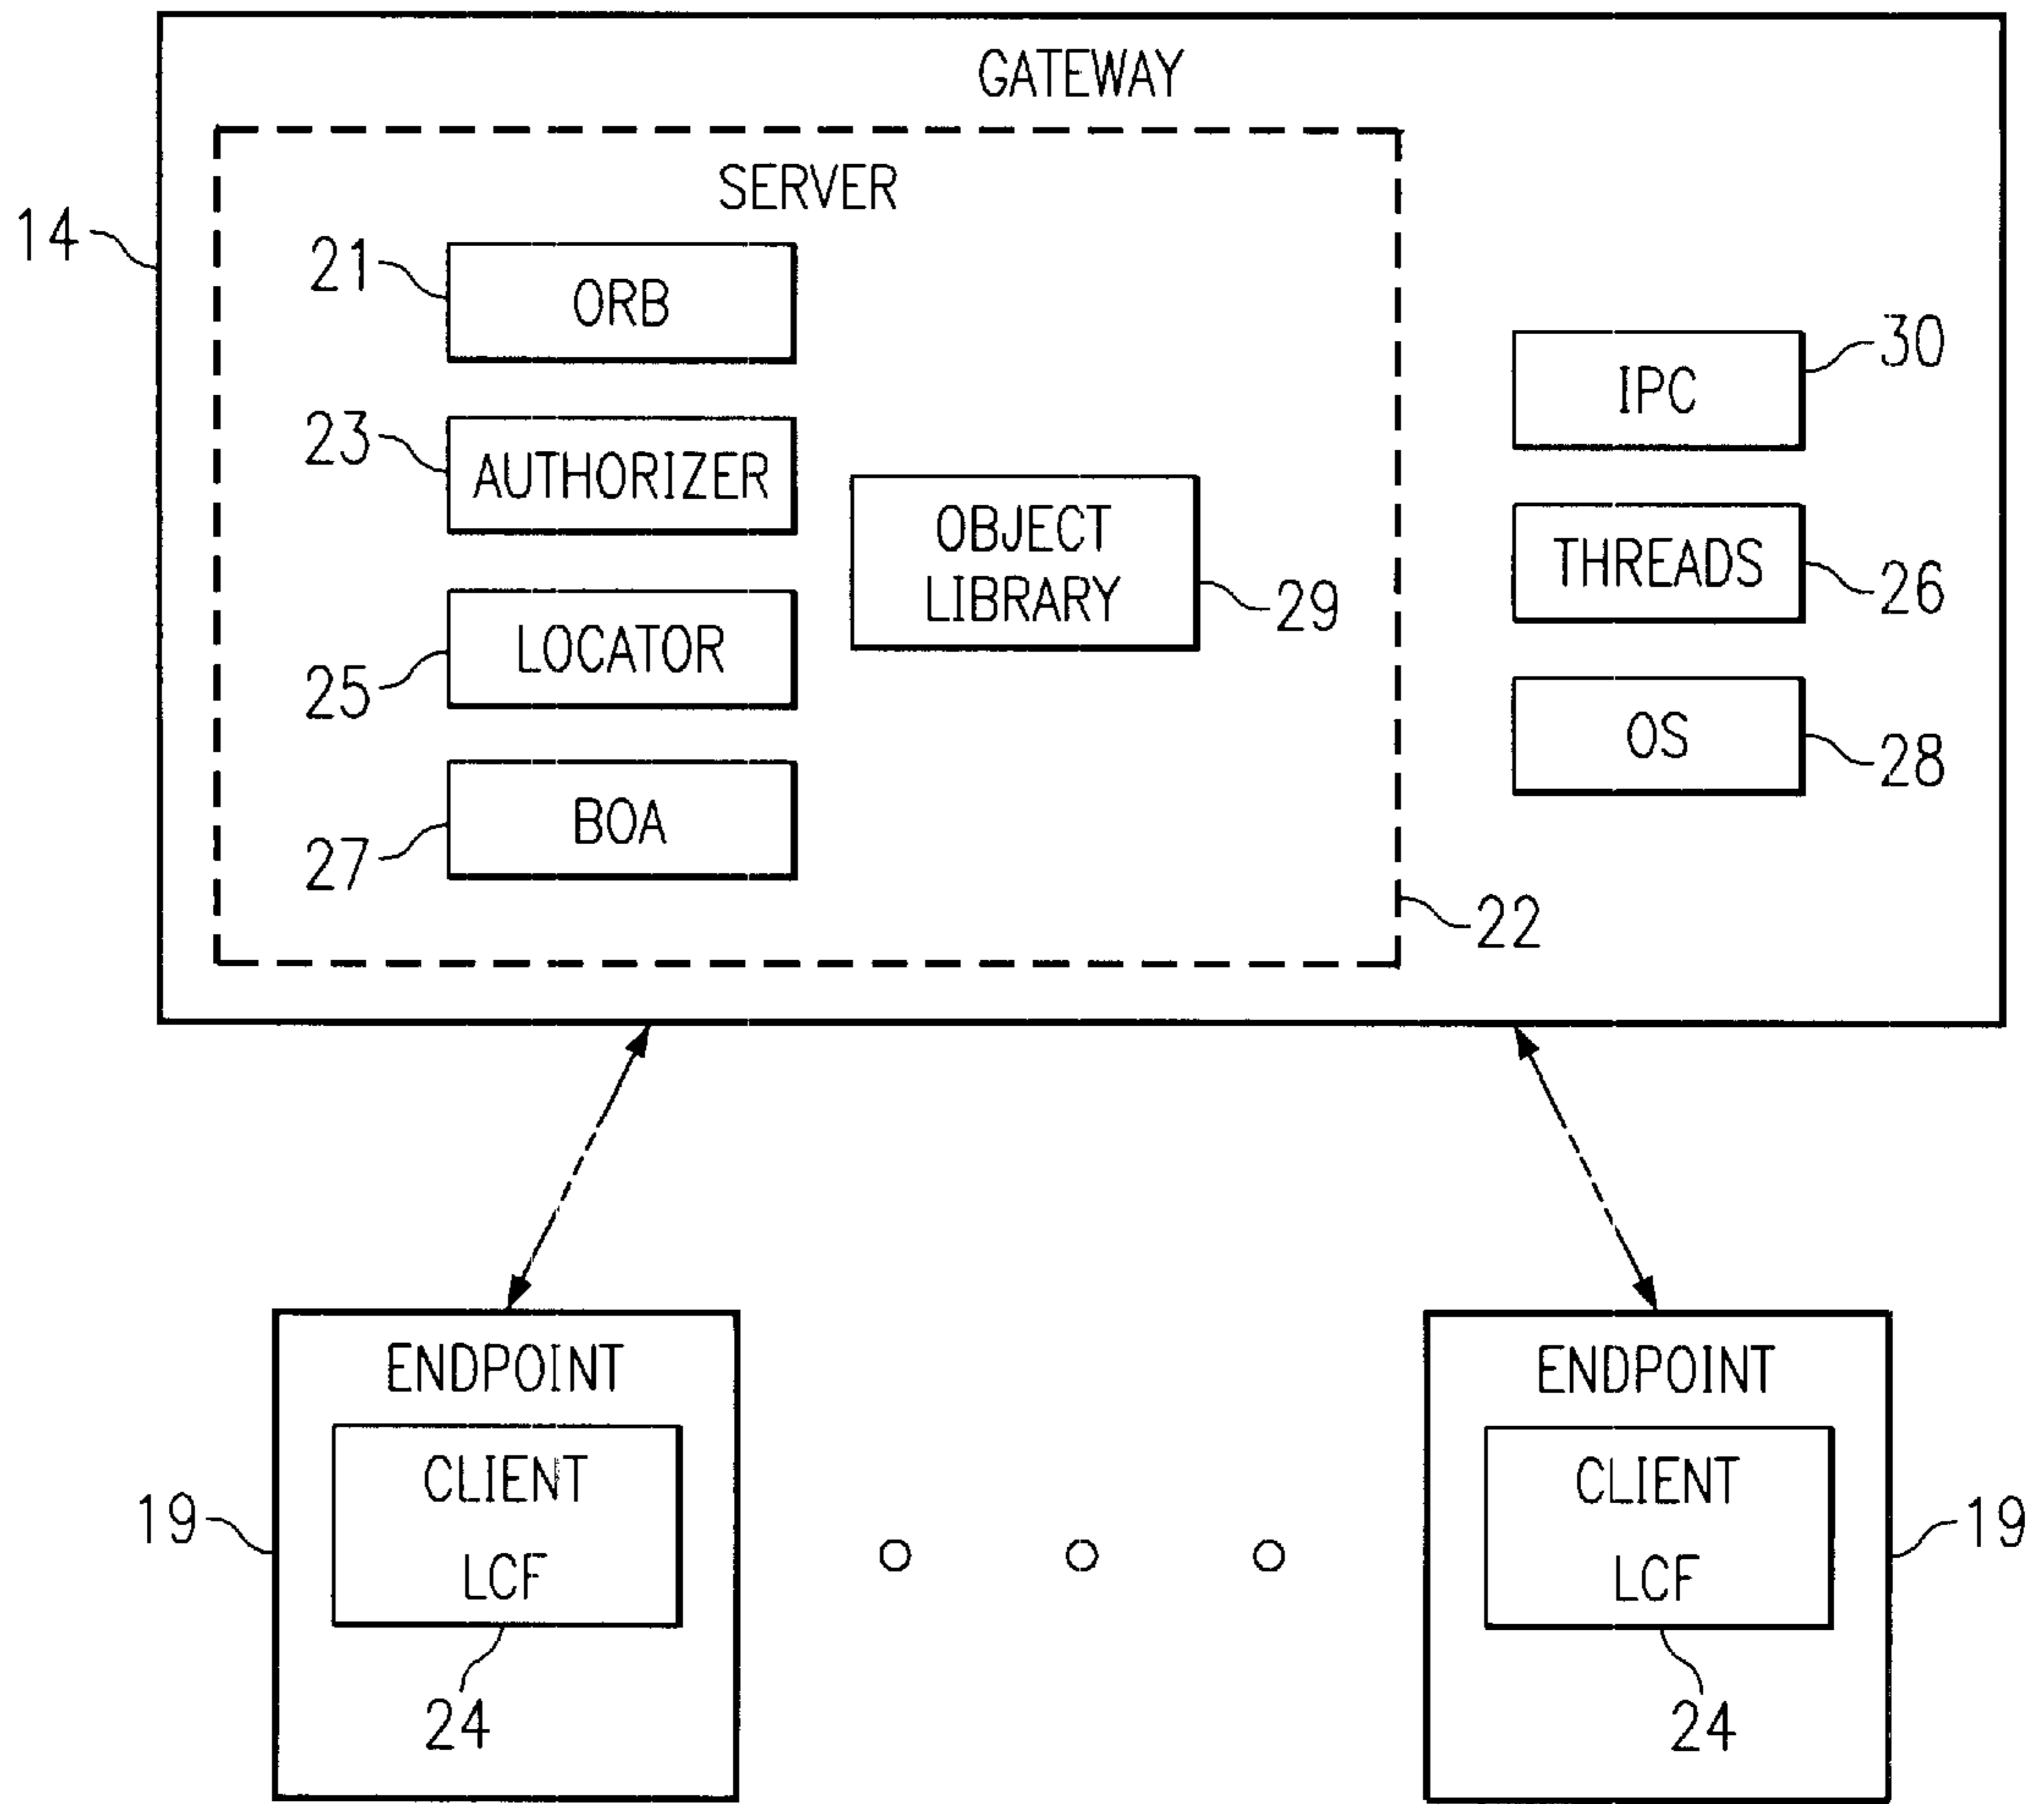 GATEWAY
SERVER
14
21
ORB
30
IPC
23
AUTHORIZER
OBJECT
LIBRARY
29
THREADS
26
25
LOCATOR
OS
28
27
BOA
22
ENDPOINT
CLIENT
LCF
19
24
ENDPOINT
CLIENT
LCF
19
24